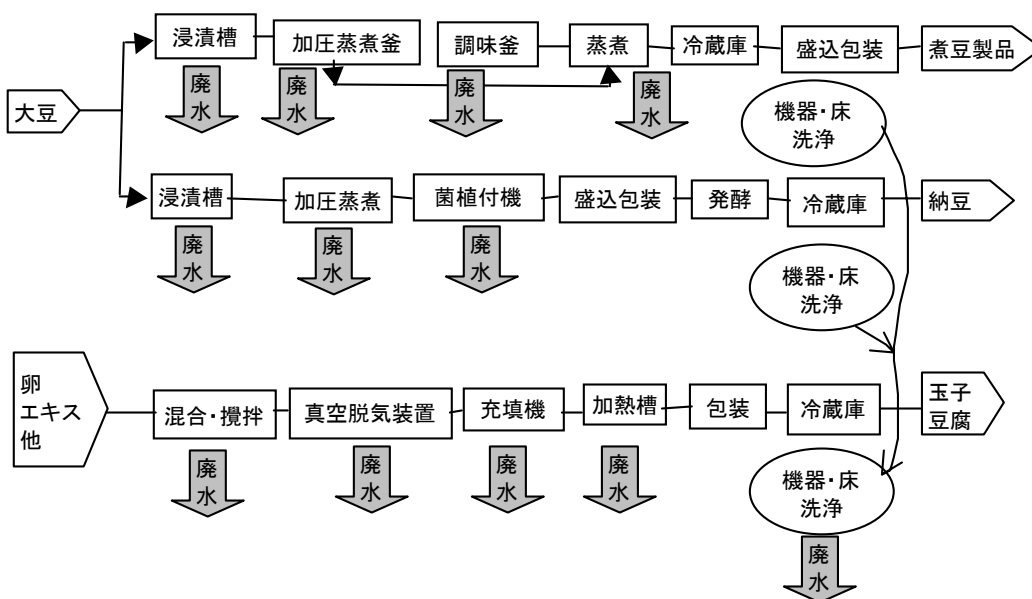 浸漬槽
加圧蒸煮釜
調味釜
蒸煮
冷蔵庫
盛込包装
煮豆製品
廃
水
廃
水
廃
水
廃
水
大豆
機器・床
洗浄
浸漬槽
加圧蒸煮
菌植付機
盛込包装
発酵
冷蔵庫
納豆
廃
水
廃
水
廃
水
機器・床
洗浄
卵
エキス
他
混合・攪拌
真空脱気装置
充填機
加熱槽
包装
冷蔵庫
玉子
豆腐
廃
水
廃
水
廃
水
廃
水
機器・床
洗浄
廃
水